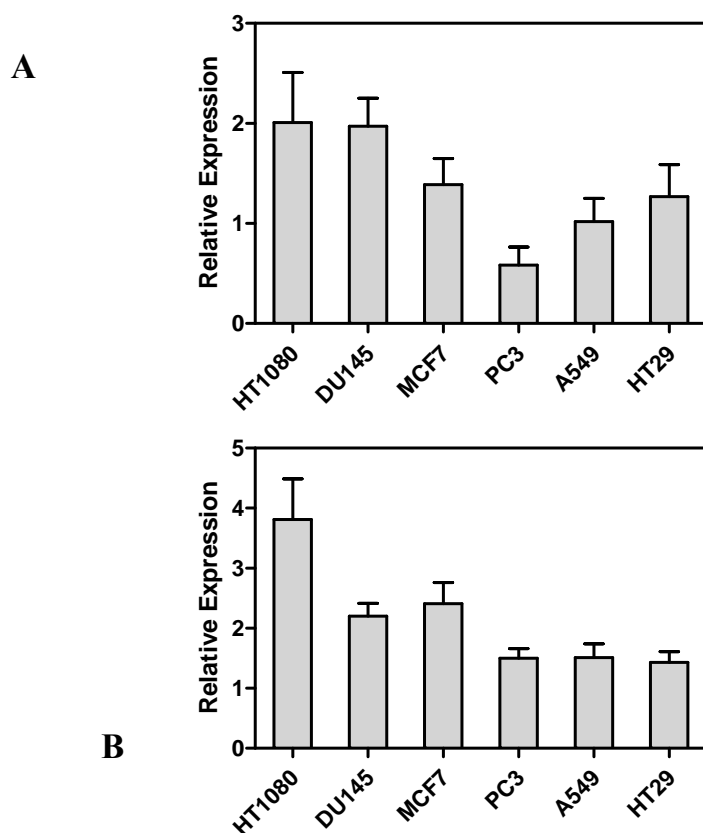 A
Relative Expression
3
2
1
0
HT1080
DU145
MCF7
PC3
A549
HT29
B
Relative Expression
5
4
3
2
1
0
HT1080
DU145
MCF7
PC3
A549
HT29